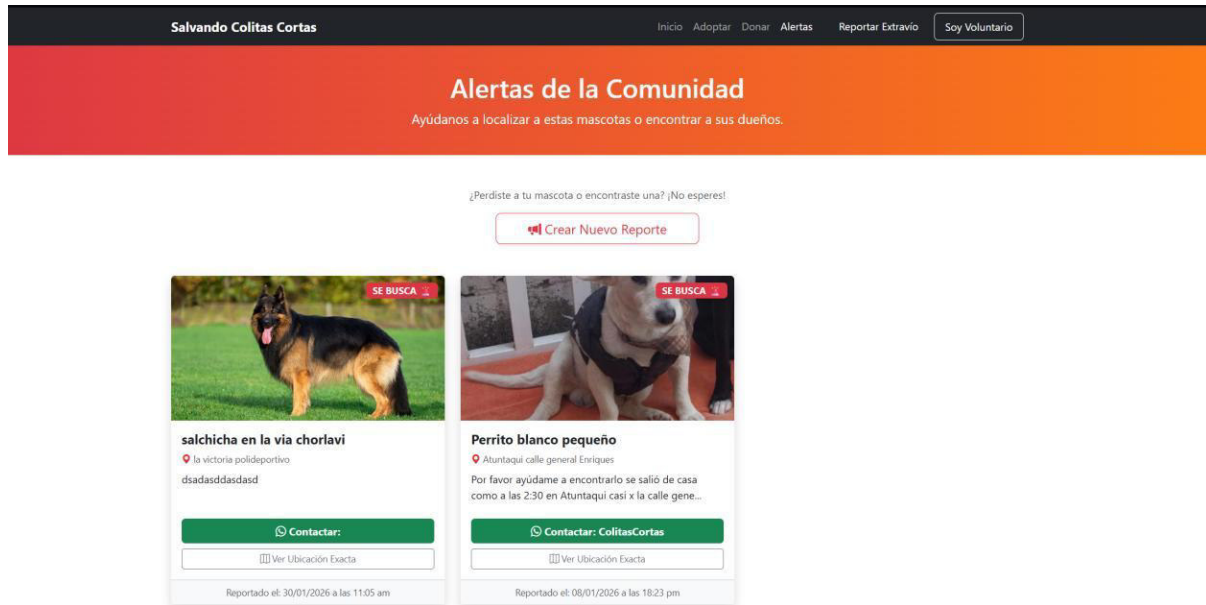 Salvando Colitas Cortas
Inicio Adoptar Donar Alertas Reportar Extravío Soy Voluntario
Alertas de la Comunidad
Ayúdanos a localizar a estas mascotas o encontrar a sus dueños.
¿Perdiste a tu mascota o encontraste una? ¡No esperes!
Crear Nuevo Reporte
SE BUSCA
salchicha en la via chorlavi
la victoria polideportivo
dsadasddasdasd
Contactar:
Ver Ubicación Exacta
Reportado el: 30/01/2026 a las 11:05 am
SE BUSCA
Perrito blanco pequeño
Atuntaqui calle general Enriques
Por favor ayúdame a encontrarlo se salió de casa
como a las 2:30 en Atuntaqui casi x la calle gene...
Contactar: ColitasCortas
Ver Ubicación Exacta
Reportado el: 08/01/2026 a las 18:23 pm